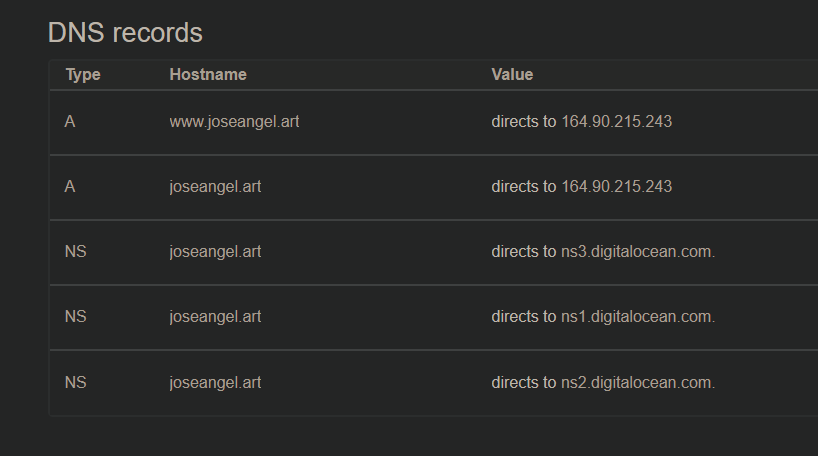 DNS records
Type Hostname Value
A www.joseangel.art directs to 164.90.215.243
A joseangel.art directs to 164.90.215.243
NS joseangel.art directs to ns3.digitalocean.com.
NS joseangel.art directs to ns1.digitalocean.com.
NS joseangel.art directs to ns2.digitalocean.com.